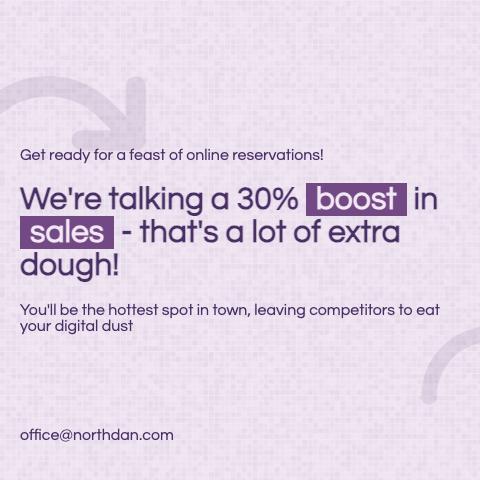 Get ready for a feast of online reservations!
We're talking a 30% boost in
sales - that's a lot of extra
dough!
You'll be the hottest spot in town, leaving competitors to eat
your digital dust
office@northdan.com